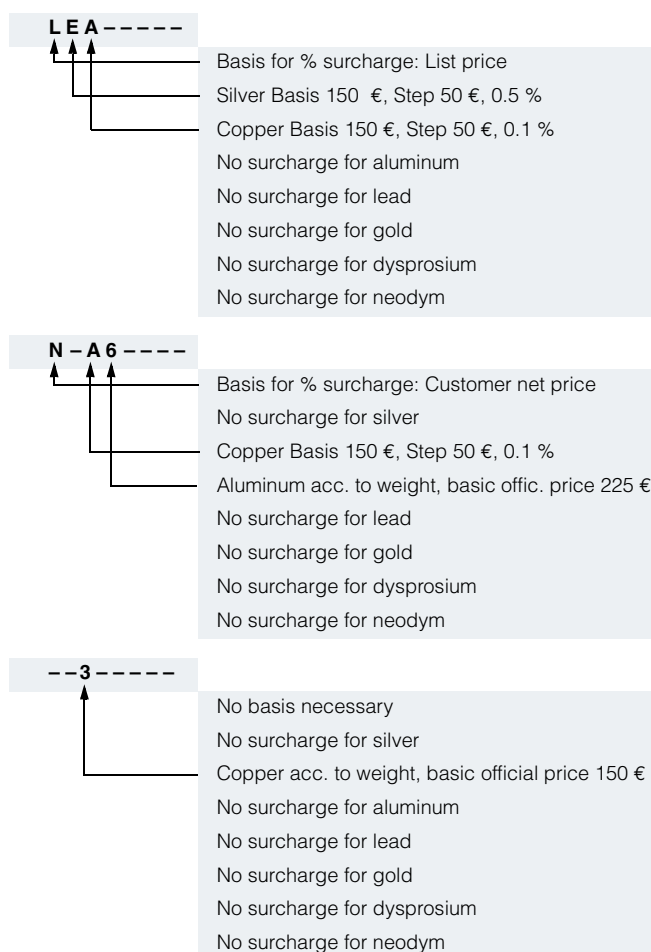 L E A – – – – –
Basis for % surcharge: List price
Silver Basis 150 €, Step 50 €, 0.5 %
Copper Basis 150 €, Step 50 €, 0.1 %
No surcharge for aluminum
No surcharge for lead
No surcharge for gold
No surcharge for dysprosium
No surcharge for neodym
N – A 6 – – – –
Basis for % surcharge: Customer net price
No surcharge for silver
Copper Basis 150 €, Step 50 €, 0.1 %
Aluminum acc. to weight, basic offic. price 225 €
No surcharge for lead
No surcharge for gold
No surcharge for dysprosium
No surcharge for neodym
– – 3 – – – – –
No basis necessary
No surcharge for silver
Copper acc. to weight, basic official price 150 €
No surcharge for aluminum
No surcharge for lead
No surcharge for gold
No surcharge for dysprosium
No surcharge for neodym